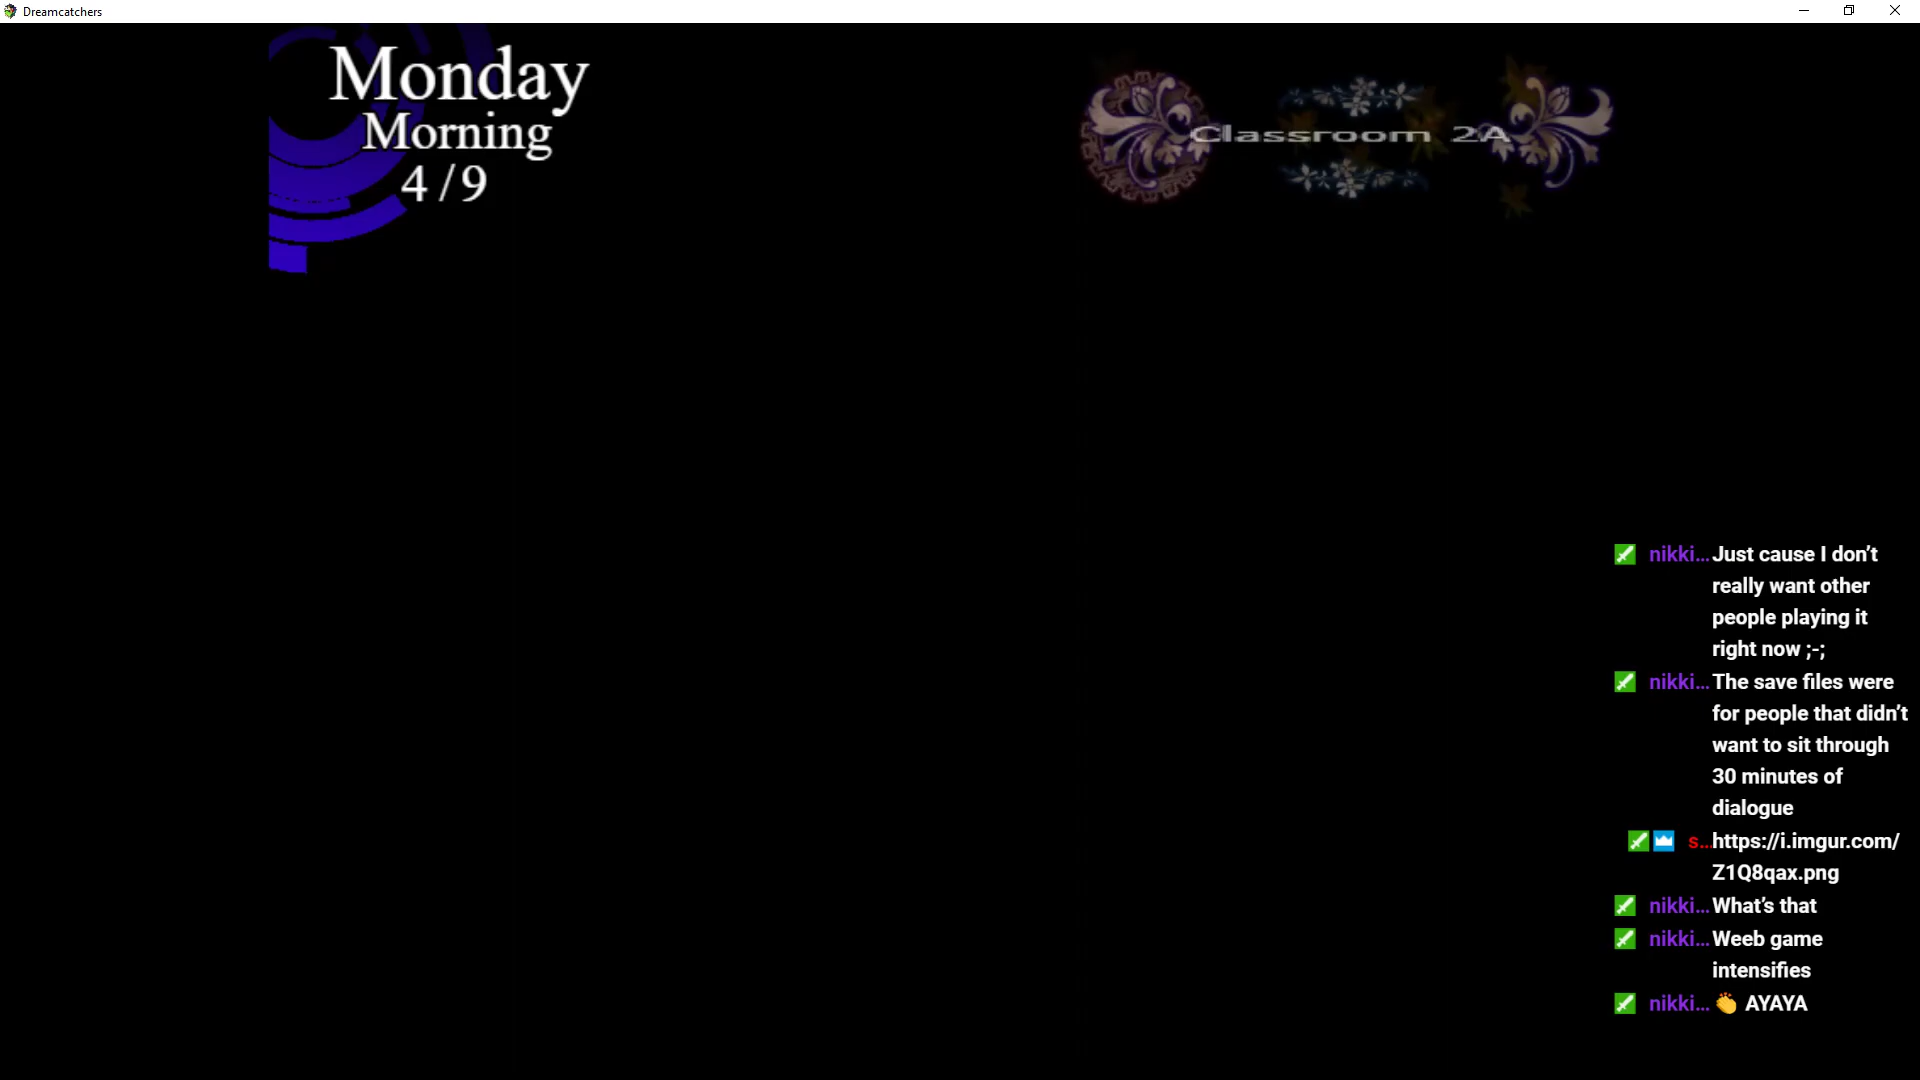 Dreamcatchers
Monday
Morning
4/9
Classroom 2A
nikki... Just cause I don’t
really want other
people playing it
right now ;-;
nikki... The save files were
for people that didn’t
want to sit through
30 minutes of
dialogue
s... https://i.imgur.com/
Z1Q8qax.png
nikki... What’s that
nikki... Weeb game
intensifies
nikki... 👏 AYAYA